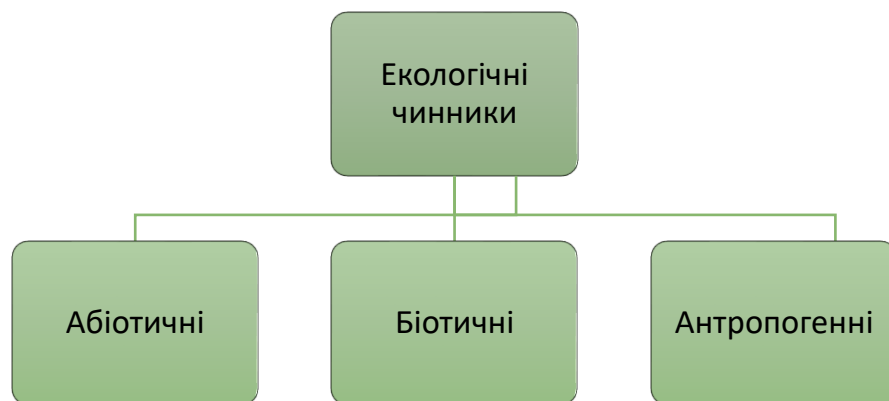 Екологічні
чинники
Абіотичні
Біотичні
Антропогенні